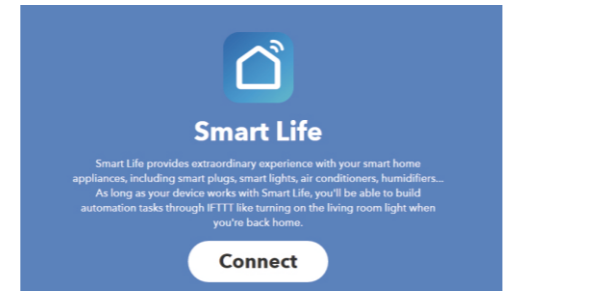 Smart Life
Smart Life provides extraordinary experience with your smart home
appliances, including smart plugs, smart lights, air conditioners, humidifiers...
As long as your device works with Smart Life, you'll be able to build
automation tasks through IFTTT like turning on the living room light when
you're back home.
Connect